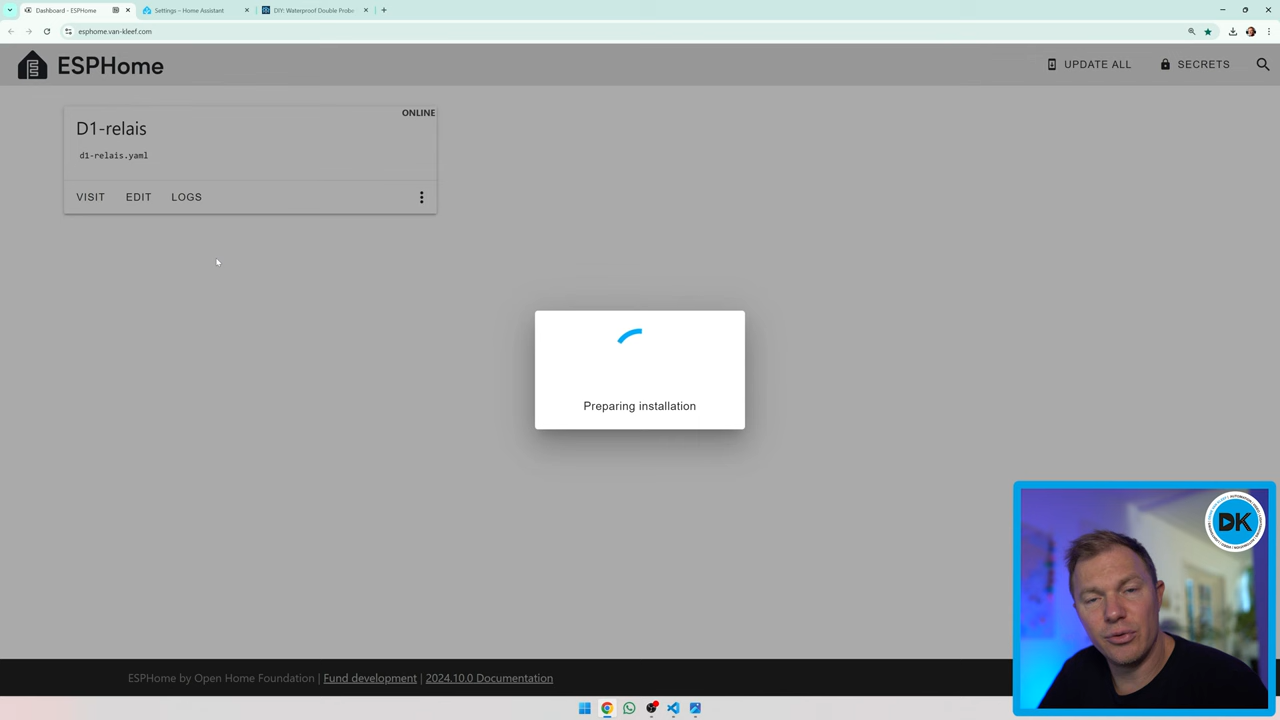 Dashboard - ESPHome
Settings – Home Assistant
DIY: Waterproof Double Probe
esphome.van-kleef.com
ESPHome
UPDATE ALL
SECRETS
ONLINE
D1-relais
d1-relais.yaml
VISIT
EDIT
LOGS
Preparing installation
DK
ESPHome by Open Home Foundation | Fund development | 2024.10.0 Documentation